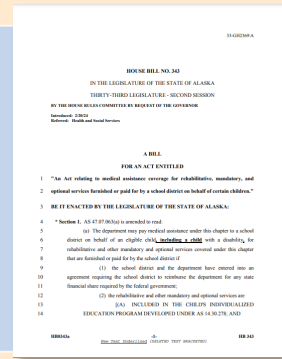 33-GH2369\A
HOUSE BILL NO. 343
IN THE LEGISLATURE OF THE STATE OF ALASKA
THIRTY-THIRD LEGISLATURE - SECOND SESSION
BY THE HOUSE RULES COMMITTEE BY REQUEST OF THE GOVERNOR
Introduced: 2/20/24
Referred: Health and Social Services
A BILL
FOR AN ACT ENTITLED
1 "An Act relating to medical assistance coverage for rehabilitative, mandatory, and
2 optional services furnished or paid for by a school district on behalf of certain children."
3 BE IT ENACTED BY THE LEGISLATURE OF THE STATE OF ALASKA:
4 * Section 1. AS 47.07.063(a) is amended to read:
5 (a) The department may pay medical assistance under this chapter to a school
6 district on behalf of an eligible child, including a child with a disability, for
7 rehabilitative and other mandatory and optional services covered under this chapter
8 that are furnished or paid for by the school district if
9 (1) the school district and the department have entered into an
10 agreement requiring the school district to reimburse the department for any state
11 financial share required by the federal government;
12 (2) the rehabilitative and other mandatory and optional services are
13 [(A) INCLUDED IN THE CHILD'S INDIVIDUALIZED
14 EDUCATION PROGRAM DEVELOPED UNDER AS 14.30.278; AND
HB0343a -1- HB 343
New Text Underlined [DELETED TEXT BRACKETED]